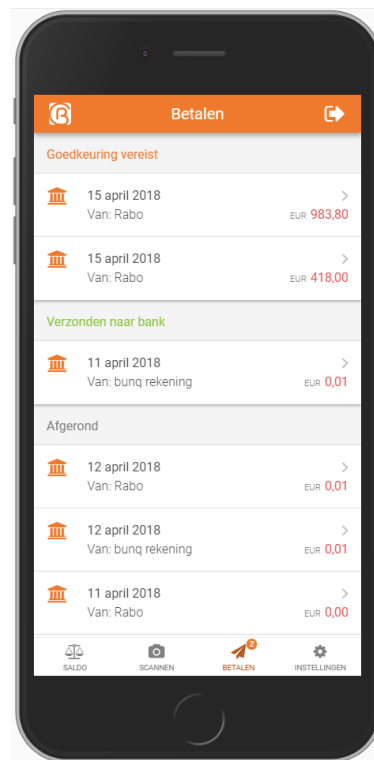 Betalen
Goedkeuring vereist
15 april 2018
Van: Rabo
EUR 983,80
15 april 2018
Van: Rabo
EUR 418,00
Verzonden naar bank
11 april 2018
Van: bunq rekening
EUR 0,01
Afgerond
12 april 2018
Van: Rabo
EUR 0,01
12 april 2018
Van: bunq rekening
EUR 0,01
11 april 2018
Van: Rabo
EUR 0,00
2
SALDO SCANNEN BETALEN INSTELLINGEN